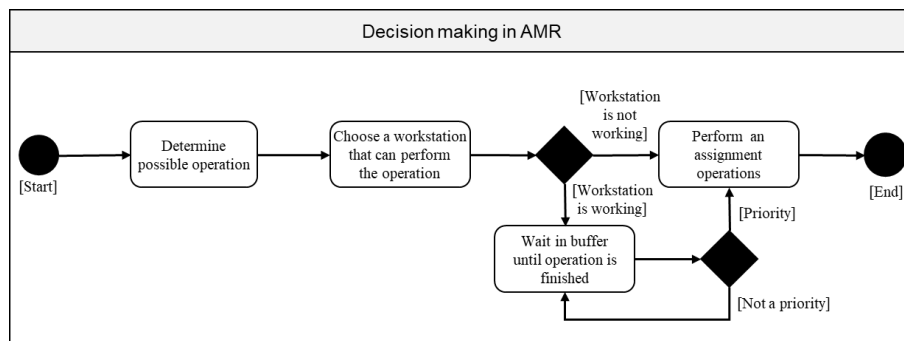 Decision making in AMR
[Start]
Determine
possible operation
Choose a workstation
that can perform
the operation
[Workstation
is not
working]
[Workstation
is working]
Perform an
assignment
operations
[End]
Wait in buffer
until operation is
finished
[Priority]
[Not a priority]